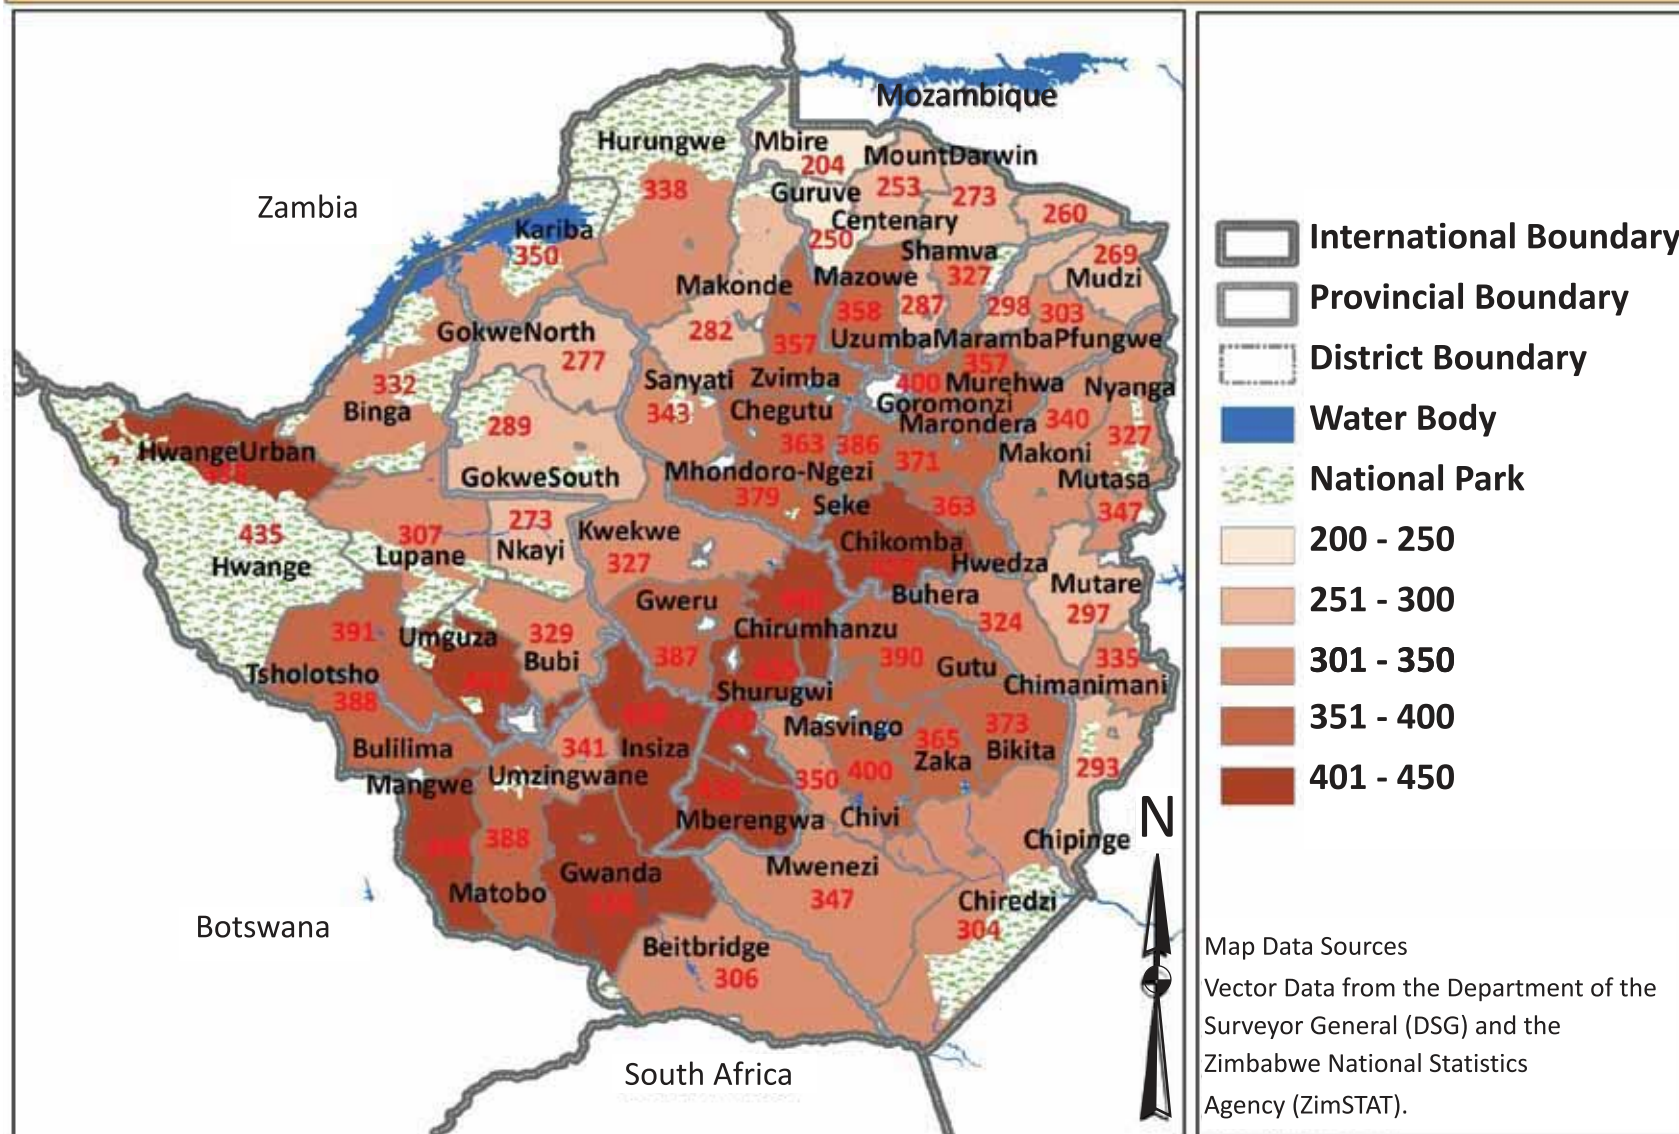 Mozambique
Hurungwe
Mbire
204
MountDarwin
338
Guruve
253
273
Zambia
Centenary
260
Kariba
350
250
Shamva
269
Makonde
Mazowe
327
Mudzi
358
287
298
303
GokweNorth
282
357
UzumbaMarambaPfungwe
277
357
332
Sanyati
Zvimba
400
Murehwa
Nyanga
Binga
343
Chegutu
Goromonzi
340
289
Marondera
327
HwangeUrban
363
386
Makoni
GokweSouth
Mhondoro-Ngezi
371
Mutasa
379
Seke
363
347
435
307
273
Kwekwe
Chikomba
Hwange
Lupane
Nkayi
327
Hwedza
Mutare
Gweru
Buhera
297
391
Umguza
329
Chirumhanzu
324
Bubi
387
390
Gutu
335
Tsholotsho
Shurugwi
Chimanimani
388
Masvingo
373
Bulilima
341
Insiza
365
Bikita
Zaka
293
Mangwe
Umzingwane
350
400
Mberengwa
Chivi
N
388
Chipinge
Gwanda
Mwenezi
Matobo
347
Chiredzi
Botswana
304
Beitbridge
306
South Africa
International Boundary
Provincial Boundary
District Boundary
Water Body
National Park
200 - 250
251 - 300
301 - 350
351 - 400
401 - 450
Map Data Sources
Vector Data from the Department of the
Surveyor General (DSG) and the
Zimbabwe National Statistics
Agency (ZimSTAT).